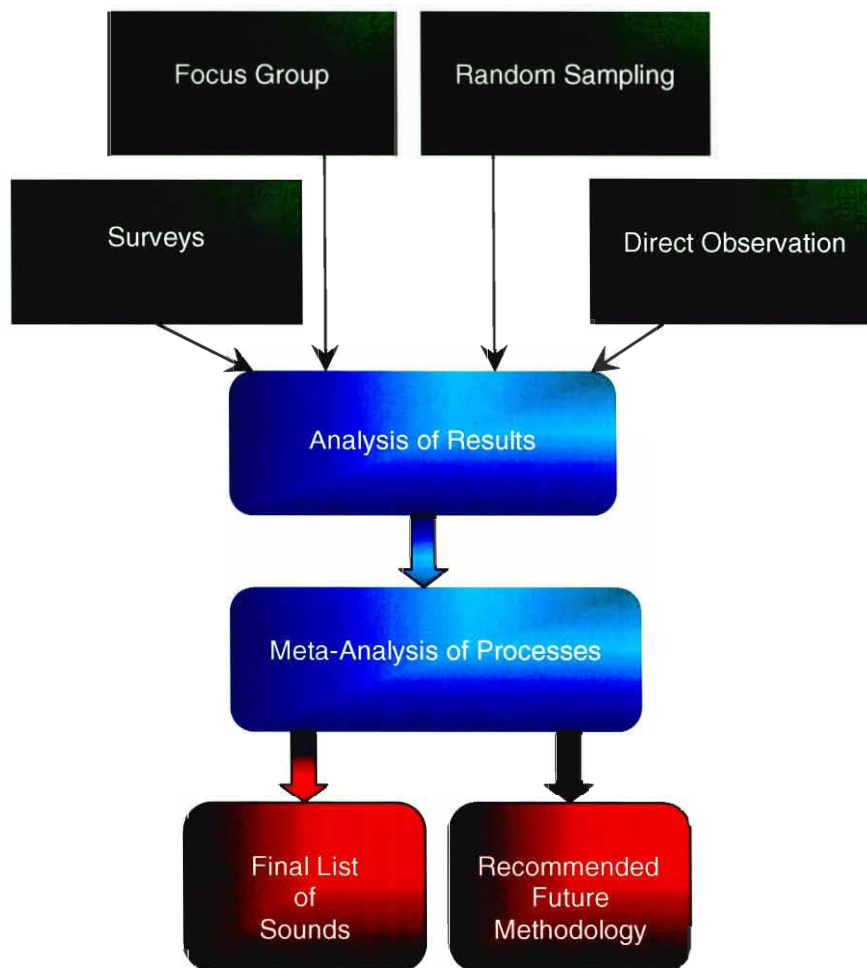 Focus Group
Random Sampling
Surveys
Direct Observation
Analysis of Results
Meta-Analysis of Processes
Final List
of
Sounds
Recommended
Future
Methodology